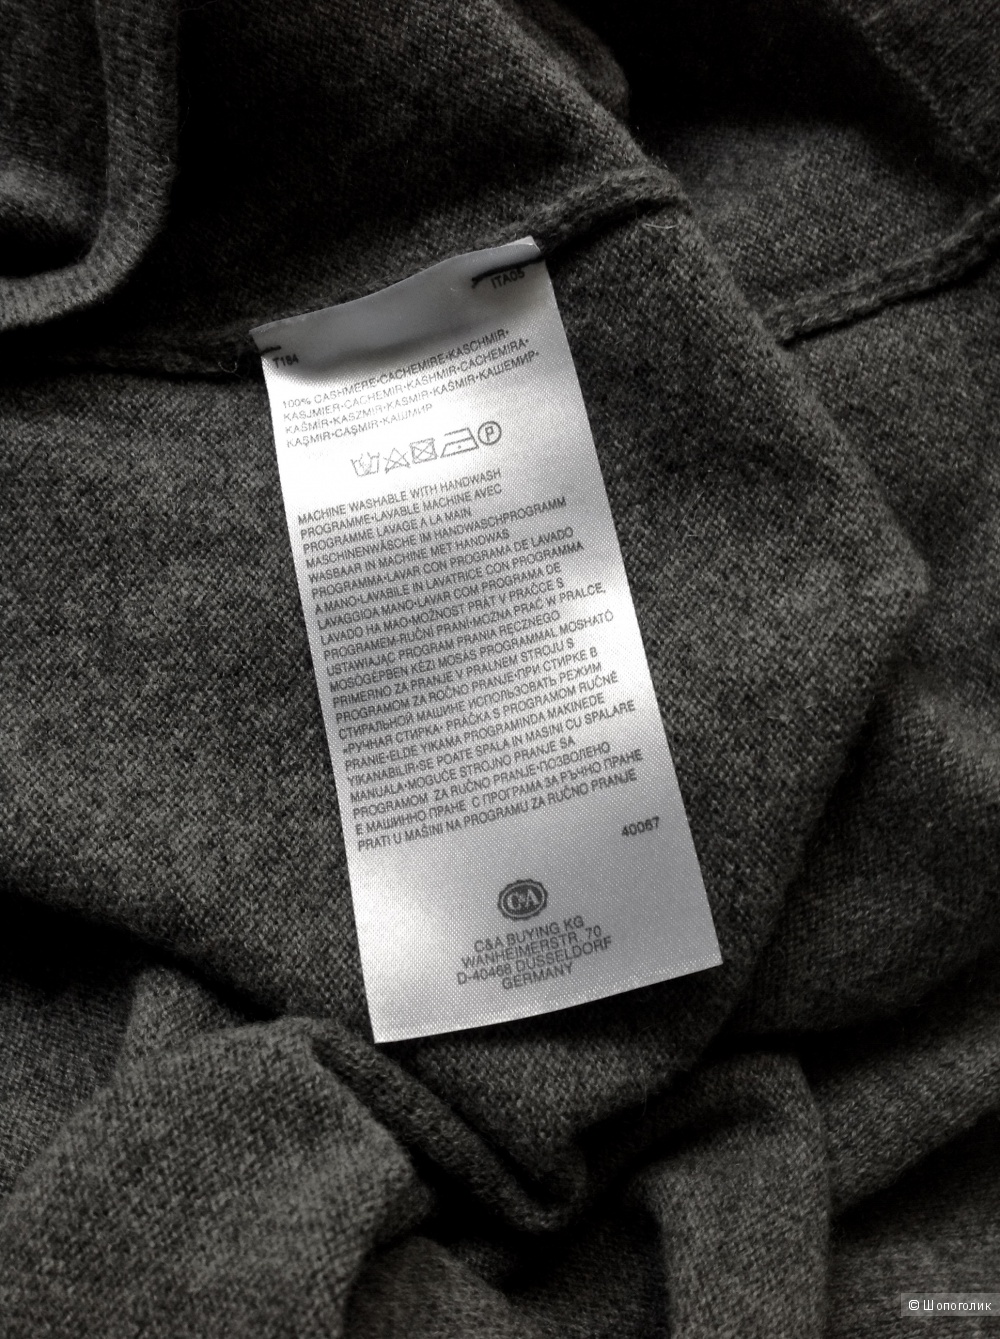 ITA05
T184
100% CASHMERE•CACHEMIRE•KASCHMIR•
KASJMIER•CACHEMIR•KASHMIR•CACHEMIRA•
KAŠMÍR•KASZMIR•KASMÍR•KAŠMIR•КАШЕМИР•
KAŞMIR•CAŞMIR•КАШМИР
P
MACHINE WASHABLE WITH HANDWASH
PROGRAMME•LAVABLE MACHINE AVEC
PROGRAMME LAVAGE A LA MAIN
MASCHINENWÄSCHE IM HANDWASCHPROGRAMM
WASBAAR IN MACHINE MET HANDWAS
PROGRAMMA•LAVAR CON PROGRAMA DE LAVADO
A MANO•LAVABILE IN LAVATRICE CON PROGRAMMA
LAVAGGIOA MANO•LAVAR COM PROGRAMA DE
LAVADO HA MAO•MOŽNOST PRÁT V PRAČCE S
PROGRAMEM•RUČNÍ PRANÍ•MOŻNA PRAĆ W PRALCE,
USTAWIAJĄC PROGRAM PRANIA RĘCZNEGO
MOSÓGÉPBEN KÉZI MOSÁS PROGRAMMAL MOSHATÓ
PRIMERNO ZA PRANJE V PRALNEM STROJU S
PROGRAMOM ZA ROČNO PRANJE•ПРИ СТИРКЕ В
СТИРАЛЬНОЙ МАШИНЕ ИСПОЛЬЗОВАТЬ РЕЖИМ
«РУЧНАЯ СТИРКА• PRÁČKA S PROGRAMOM RUČNÉ
PRANIE•ELDE YIKAMA PROGRAMINDA MAKINEDE
YIKANABILIR•SE POATE SPALA IN MASINI CU SPALARE
MANUALA•MOGUĆE STROJNO PRANJE SA
PROGRAMOM ZA RUČNO PRANJE•ПОЗВОЛЕНО
Е МАШИННО ПРАНЕ С ПРОГРАМА ЗА РЪЧНО ПРАНЕ
PRATI U MAŠINI NA PROGRAMU ZA RUČNO PRANJE
40067
C&A
C&A BUYING KG
WANHEIMERSTR. 70
D-40468 DÜSSELDORF
GERMANY
© Шопоголик